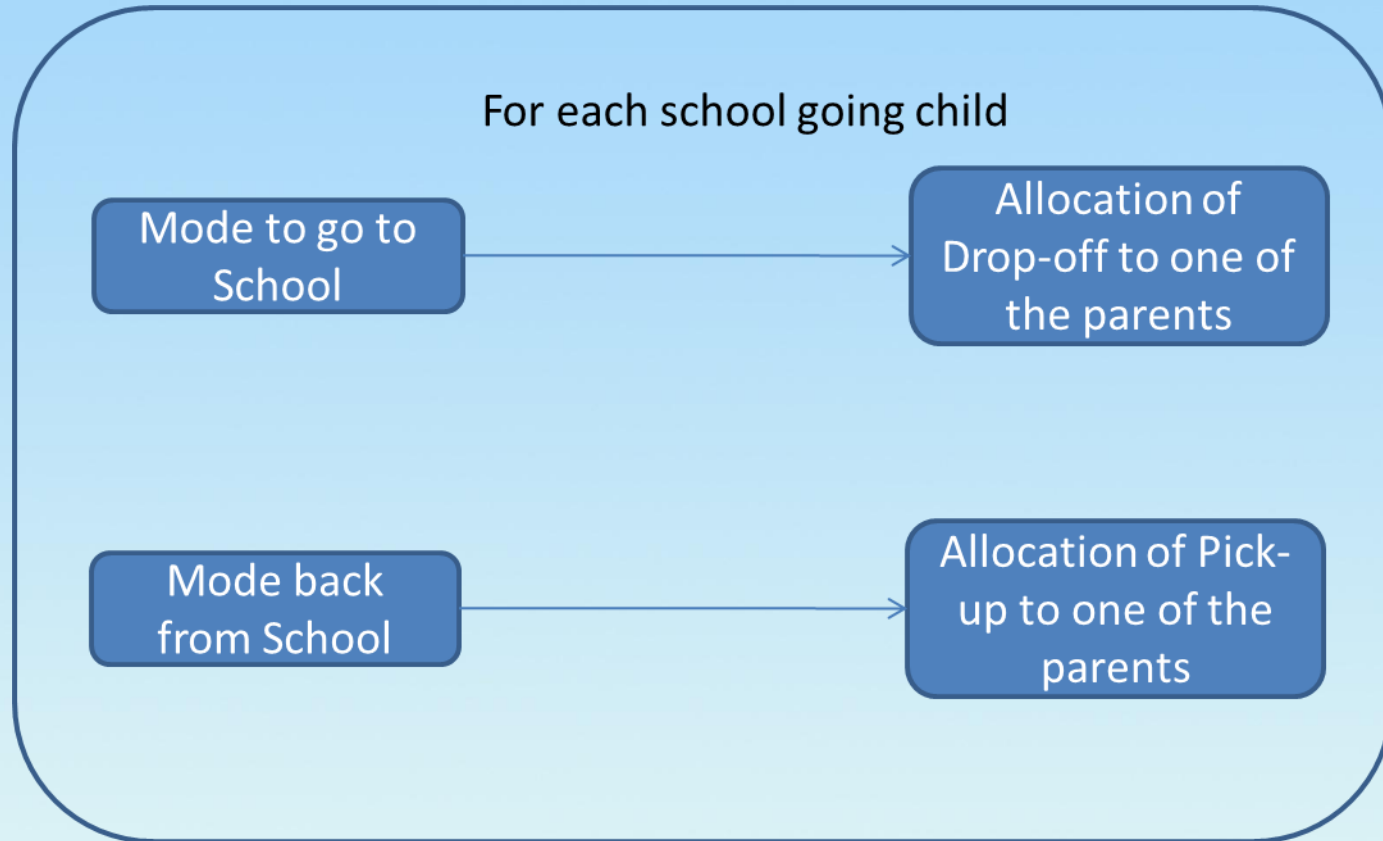 For each school going child
Mode to go to
School
Allocation of
Drop-off to one of
the parents
Mode back
from School
Allocation of Pick-
up to one of the
parents